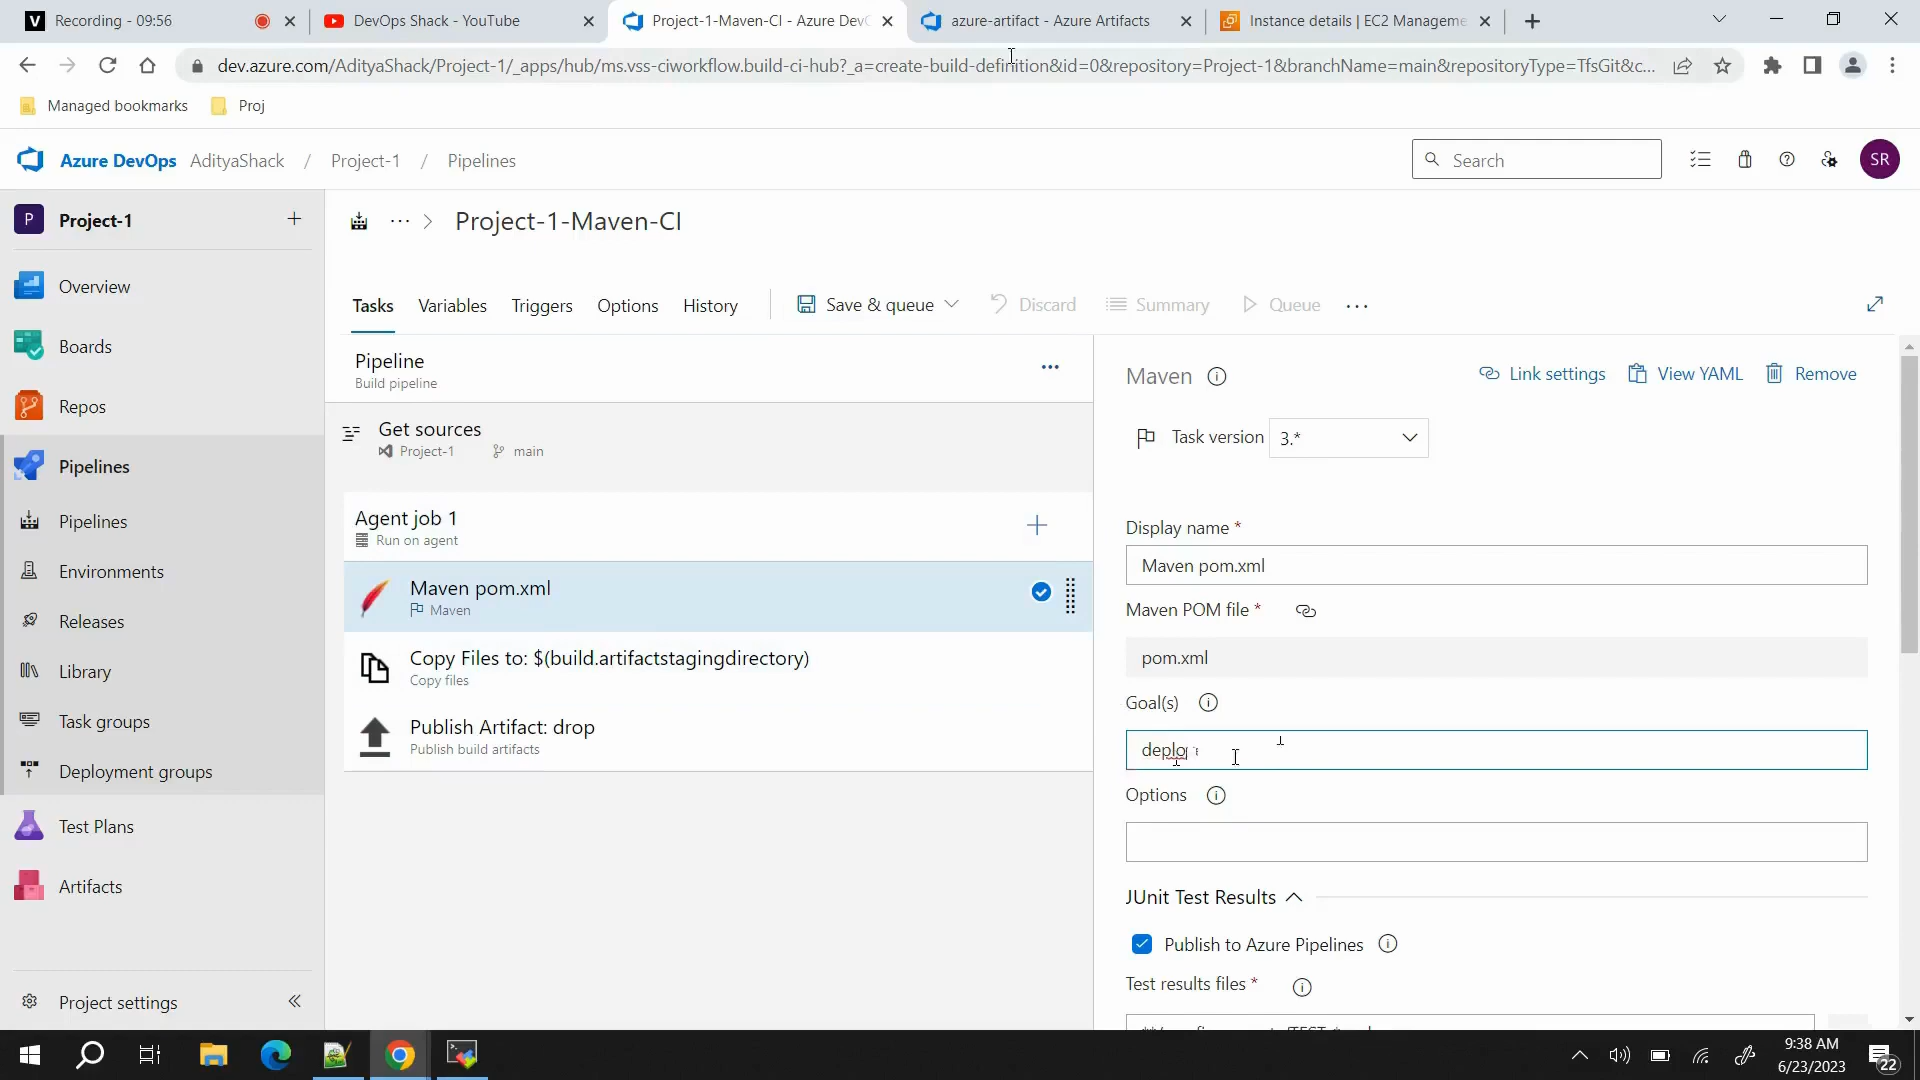 Recording - 09:56
DevOps Shack - YouTube
Project-1-Maven-CI - Azure DevO
azure-artifact - Azure Artifacts
Instance details | EC2 Manageme
dev.azure.com/AdityaShack/Project-1/_apps/hub/ms.vss-ciworkflow.build-ci-hub?_a=create-build-definition&id=0&repository=Project-1&branchName=main&repositoryType=TfsGit&c...
Managed bookmarks
Proj
Azure DevOps
AdityaShack / Project-1 / Pipelines
Search
SR
P
Project-1
Project-1-Maven-CI
Overview
Boards
Repos
Pipelines
Pipelines
Environments
Releases
Library
Task groups
Deployment groups
Test Plans
Artifacts
Project settings
Tasks
Variables
Triggers
Options
History
Save & queue
Discard
Summary
Queue
Pipeline
Build pipeline
Get sources
Project-1
main
Agent job 1
Run on agent
Maven pom.xml
Maven
Copy Files to: $(build.artifactstagingdirectory)
Copy files
Publish Artifact: drop
Publish build artifacts
Maven
Link settings
View YAML
Remove
Task version
3.*
Display name *
Maven pom.xml
Maven POM file *
pom.xml
Goal(s)
deplo
Options
JUnit Test Results
Publish to Azure Pipelines
Test results files *
9:38 AM
6/23/2023
22